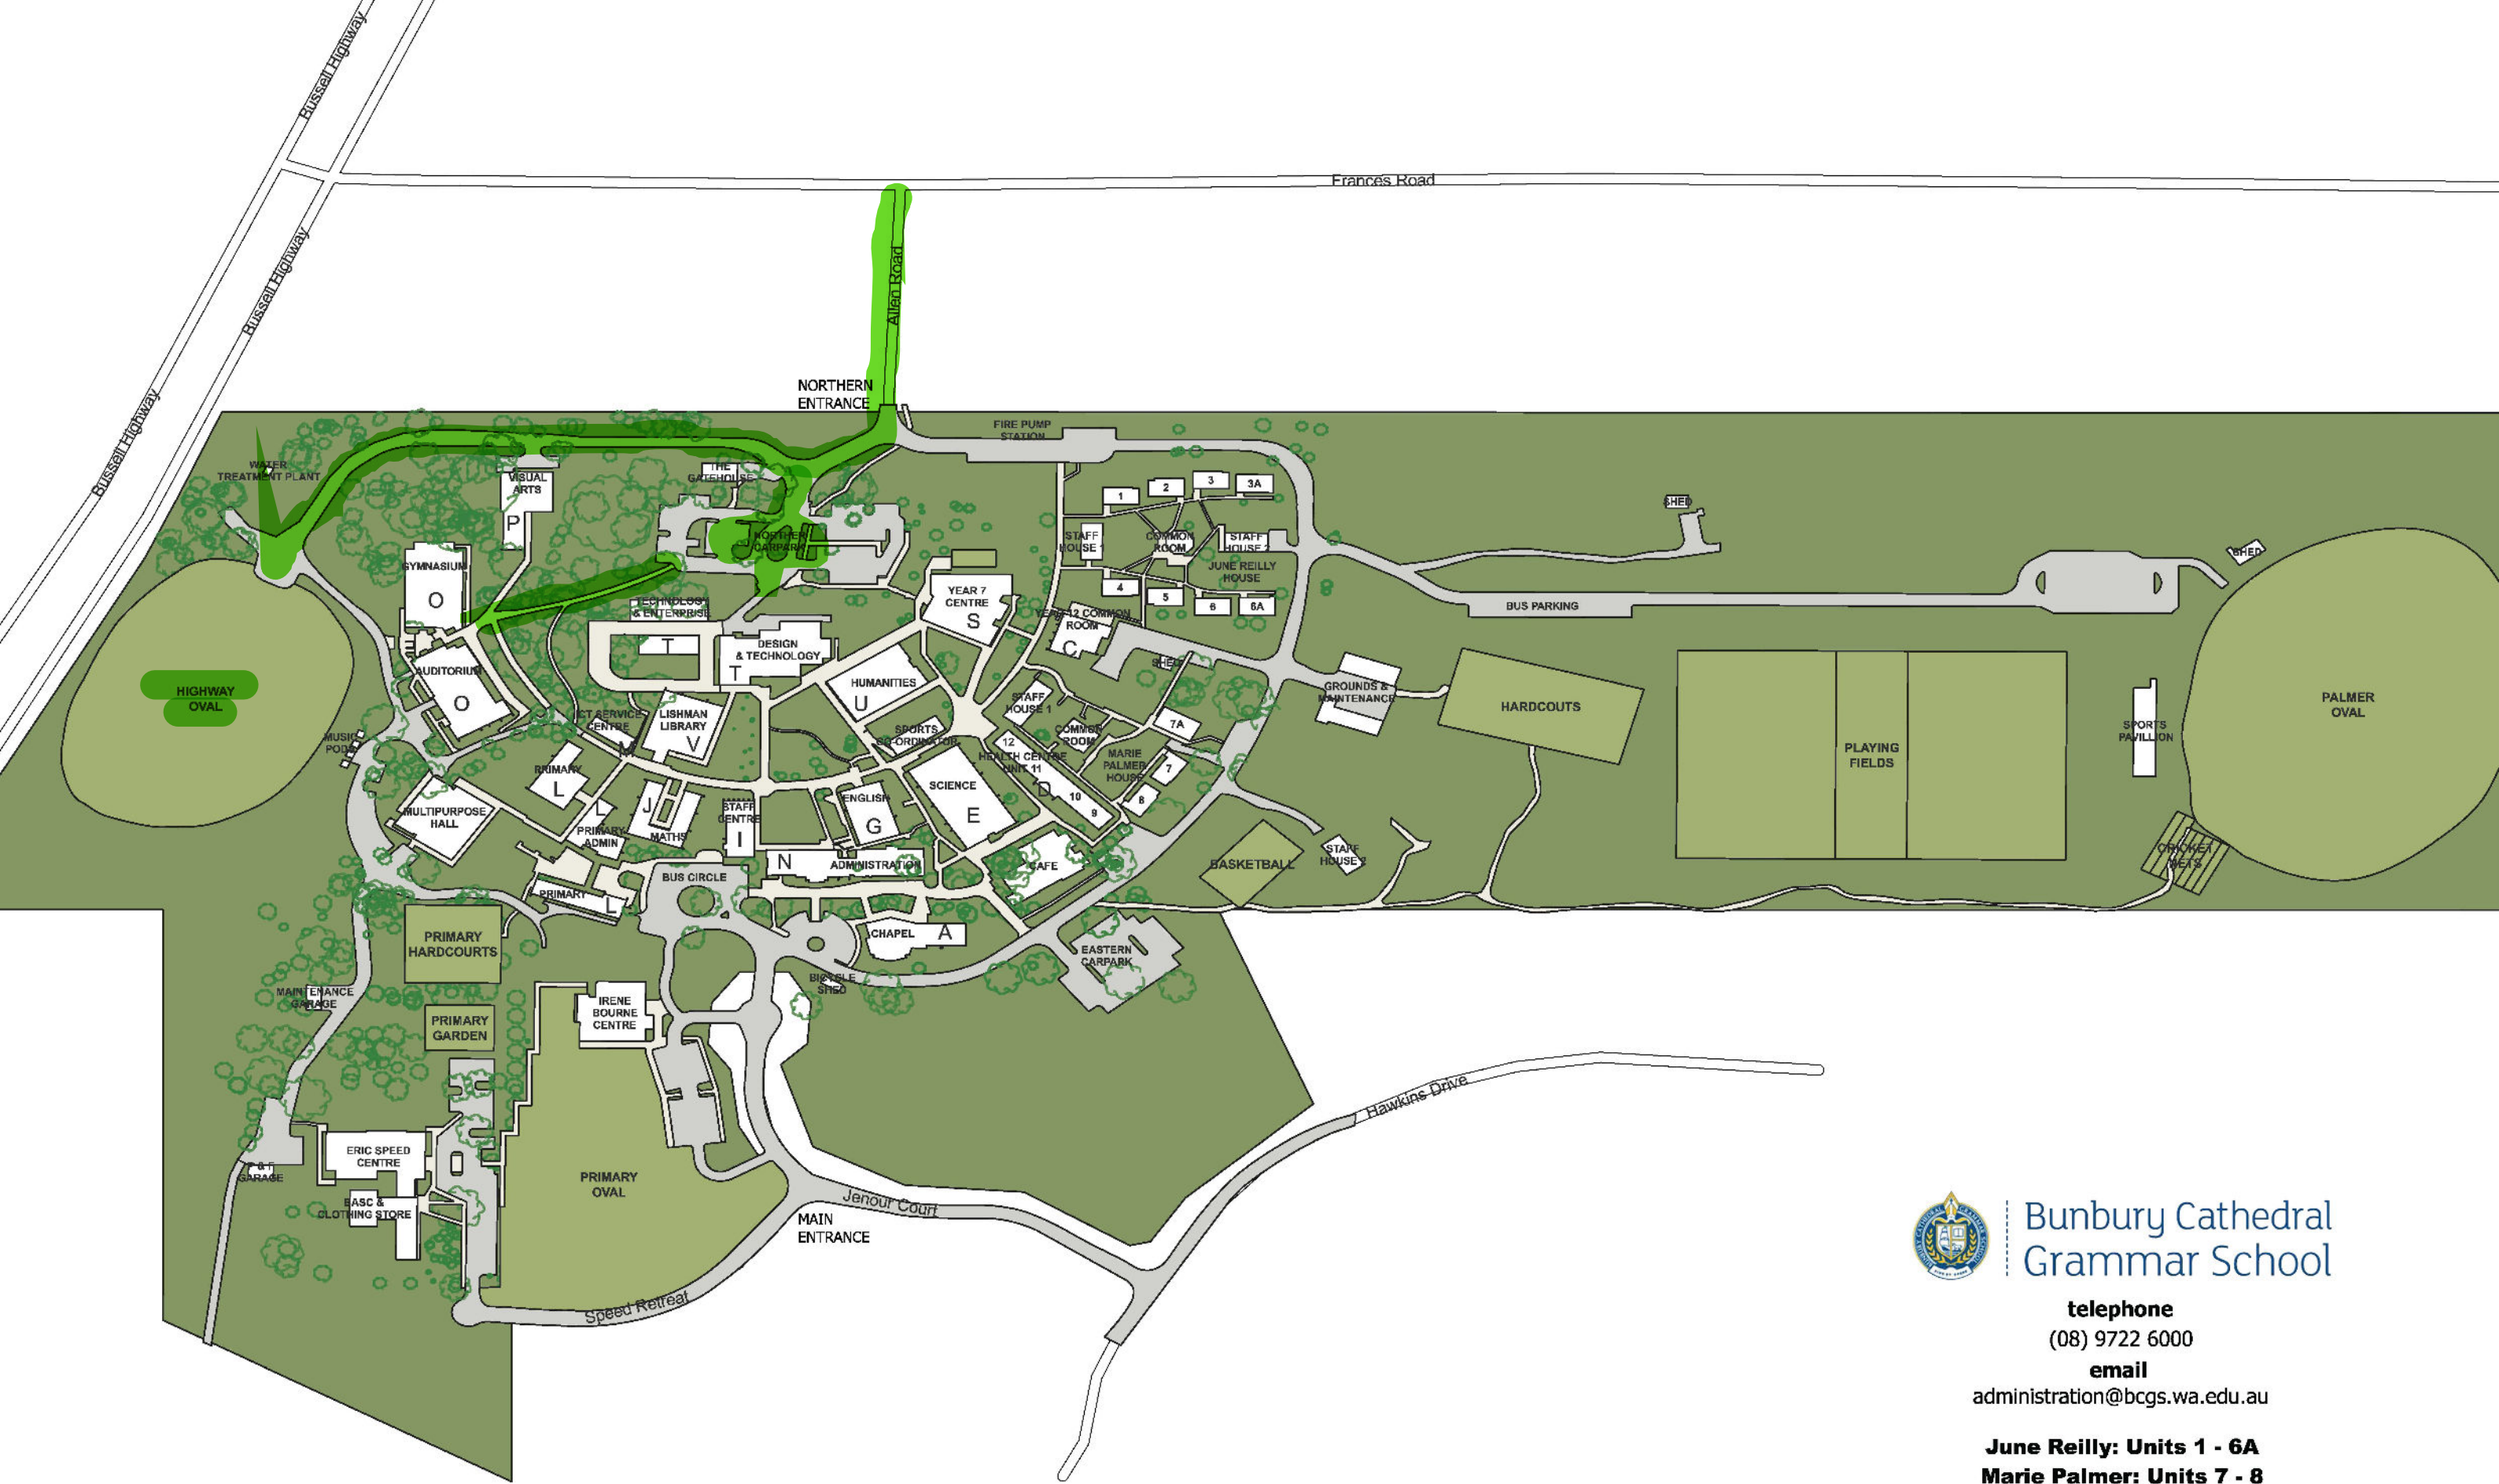 Bussell Highway
Bussell Highway
Bussell Highway
Frances Road
Allen Road
NORTHERN
ENTRANCE
FIRE PUMP
STATION
WATER
TREATMENT PLANT
VISUAL
ARTS
P
THE
GATEHOUSE
NORTHERN
CARPARK
GYMNASIUM
O
TECHNOLOGY
& ENTERPRISE
T
DESIGN
& TECHNOLOGY
T
YEAR 7
CENTRE
S
1
2
3
3A
STAFF
HOUSE 1
COMMON
ROOM
STAFF
HOUSE 2
JUNE REILLY
HOUSE
4
5
6
6A
YEAR 12 COMMON
ROOM
C
SHED
SHED
SHED
BUS PARKING
HIGHWAY
OVAL
AUDITORIUM
O
MUSIC
PODS
ICT SERVICE
CENTRE
M
LISHMAN
LIBRARY
V
HUMANITIES
U
SPORTS
CO-ORDINATOR
STAFF
HOUSE 1
COMMON
ROOM
7A
12
HEALTH CENTRE
UNIT 11
MARIE
PALMER
HOUSE
7
8
D
10
9
GROUNDS &
MAINTENANCE
HARDCOUTS
PLAYING
FIELDS
SPORTS
PAVILLION
PALMER
OVAL
CRICKET
NETS
PRIMARY
L
L
PRIMARY
ADMIN
J
MATHS
STAFF
CENTRE
I
ENGLISH
G
SCIENCE
E
MULTIPURPOSE
HALL
N
ADMINISTRATION
CAFE
BASKETBALL
STAFF
HOUSE 2
BUS CIRCLE
PRIMARY
L
CHAPEL
A
EASTERN
CARPARK
PRIMARY
HARDCOURTS
BICYCLE
SHED
MAINTENANCE
GARAGE
PRIMARY
GARDEN
IRENE
BOURNE
CENTRE
Hawkins Drive
ERIC SPEED
CENTRE
P & F
GARAGE
EASC &
CLOTHING STORE
PRIMARY
OVAL
Jenour Court
MAIN
ENTRANCE
Speed Retreat
Bunbury Cathedral
Grammar School
telephone
(08) 9722 6000
email
administration@bcgs.wa.edu.au
June Reilly: Units 1 - 6A
Marie Palmer: Units 7 - 8